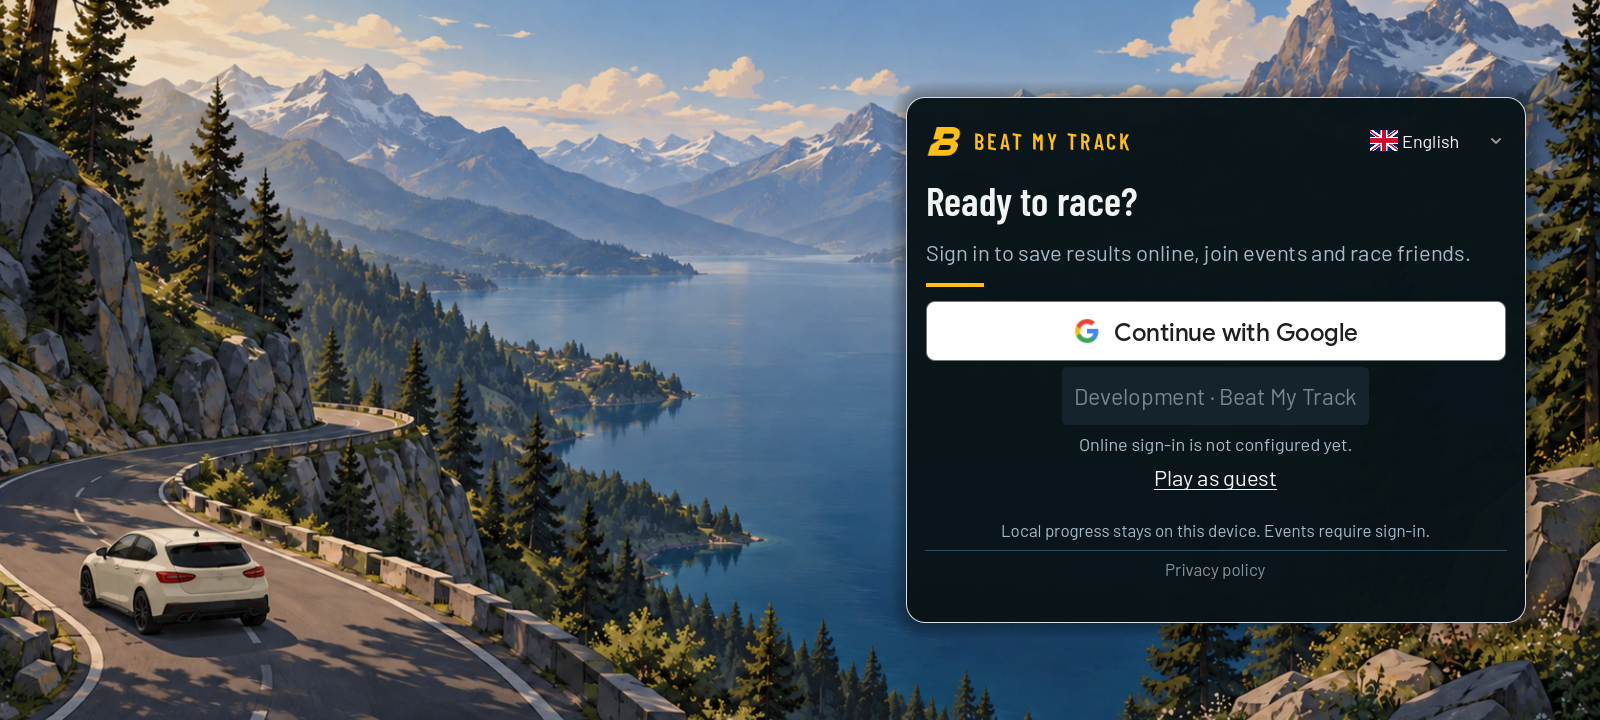 BEAT MY TRACK
English
Ready to race?
Sign in to save results online, join events and race friends.
Continue with Google
Development · Beat My Track
Online sign-in is not configured yet.
Play as guest
Local progress stays on this device. Events require sign-in.
Privacy policy